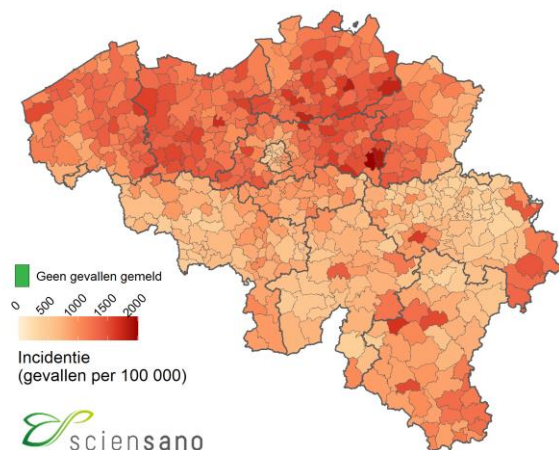 Geen gevallen gemeld
0 500 1000 1500 2000
Incidentie
(gevallen per 100 000)
sciensano